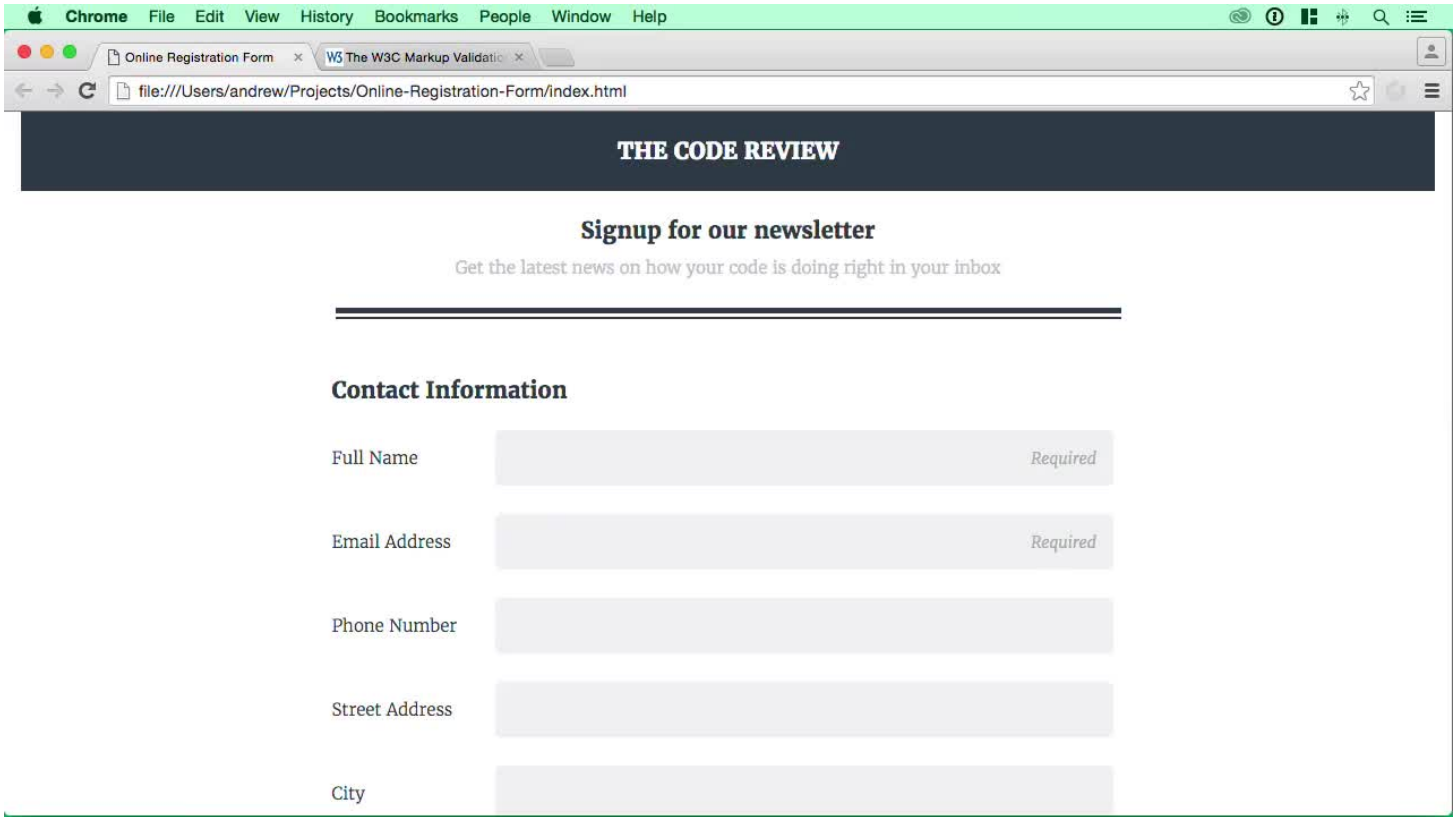 Chrome File Edit View History Bookmarks People Window Help
Online Registration Form
W3 The W3C Markup Validatio
file:///Users/andrew/Projects/Online-Registration-Form/index.html
THE CODE REVIEW
Signup for our newsletter
Get the latest news on how your code is doing right in your inbox
Contact Information
Full Name Required
Email Address Required
Phone Number
Street Address
City